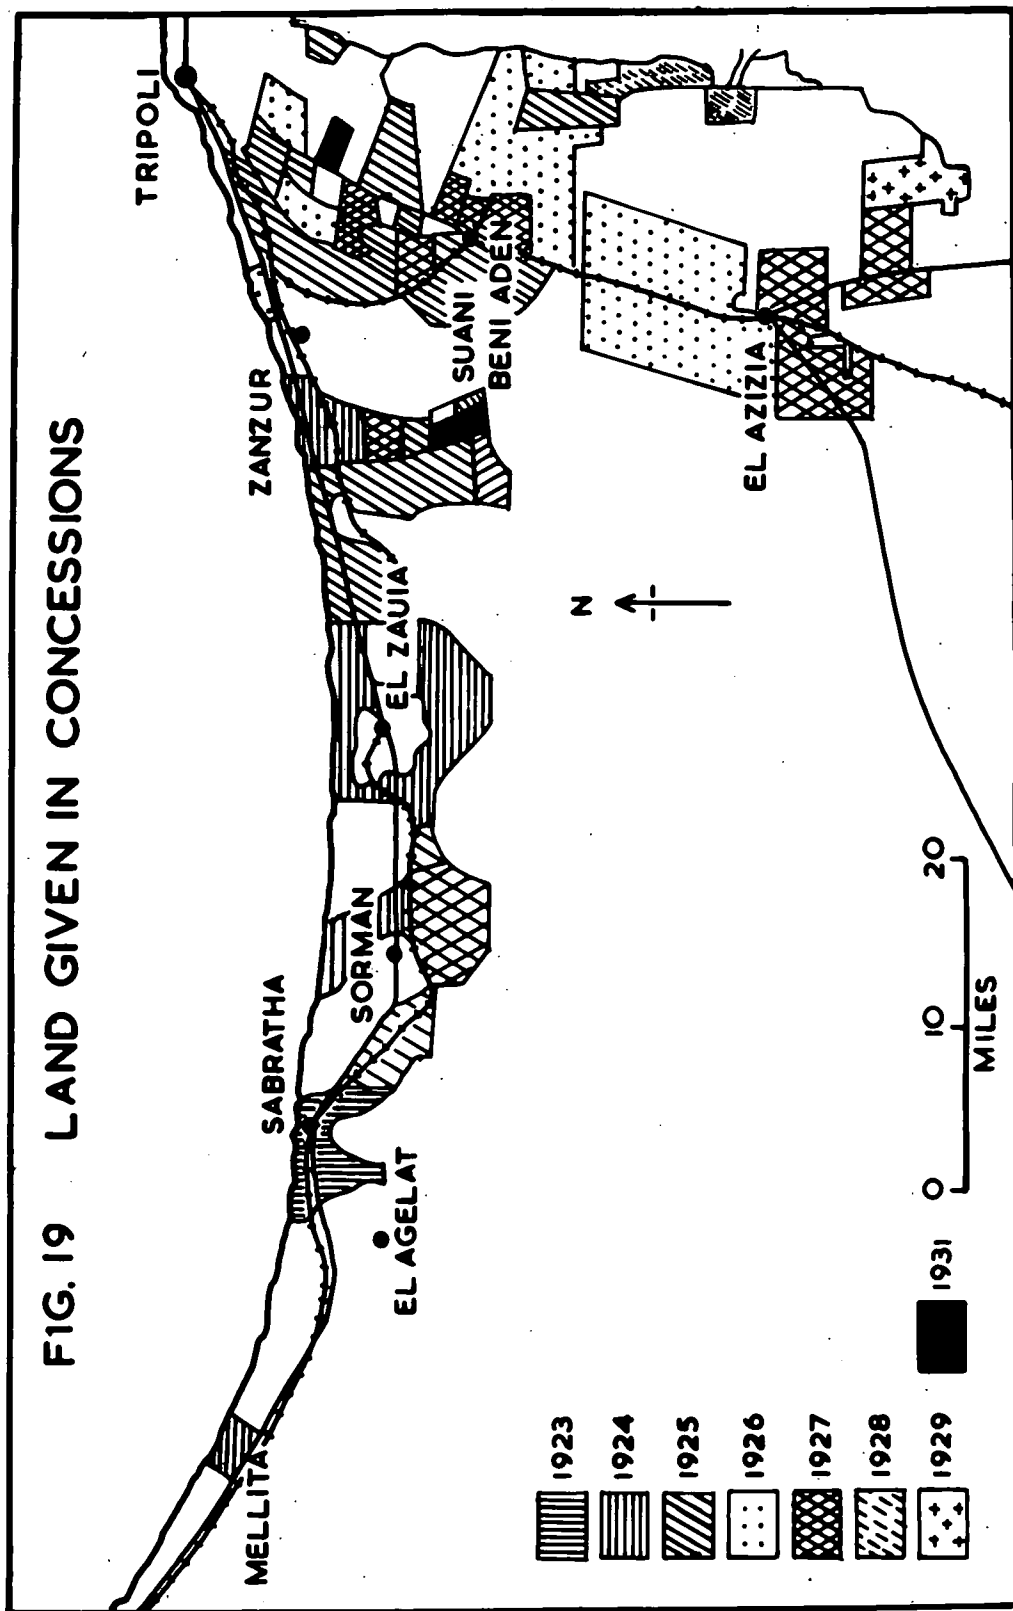 FIG. 19 LAND GIVEN IN CONCESSIONS
TRIPOLI
ZANZUR
SABRATHA
MELLITA
EL AGELAT
SORMAN
EL ZAUIA
SUANI
BENI ADEN
EL AZIZIA
N
1923
1924
1925
1926
1927
1928
1929
1931
0 10 20
MILES